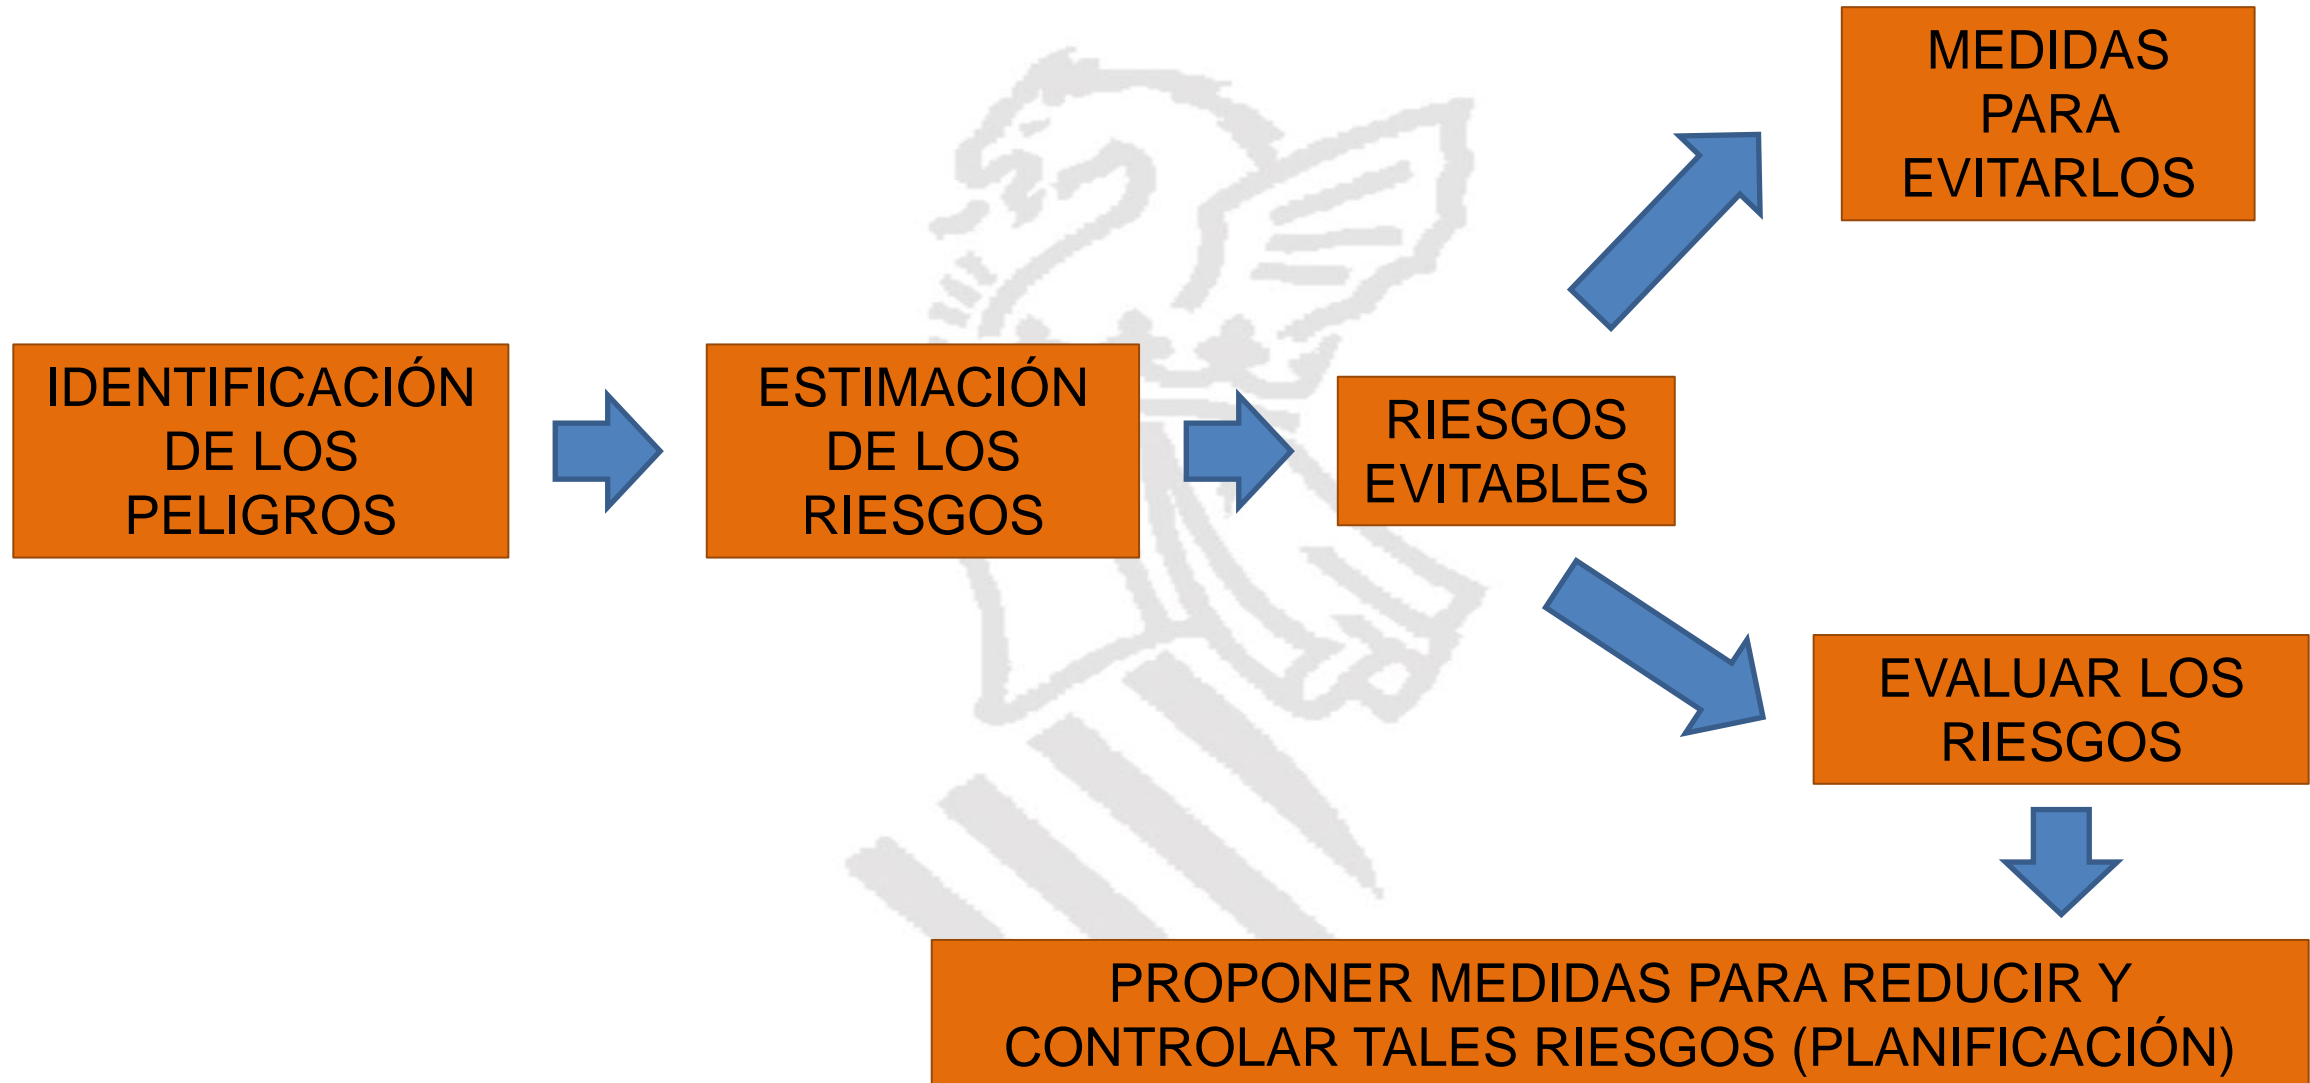 IDENTIFICACIÓN
DE LOS
PELIGROS
ESTIMACIÓN
DE LOS
RIESGOS
RIESGOS
EVITABLES
MEDIDAS
PARA
EVITARLOS
EVALUAR LOS
RIESGOS
PROPONER MEDIDAS PARA REDUCIR Y
CONTROLAR TALES RIESGOS (PLANIFICACIÓN)